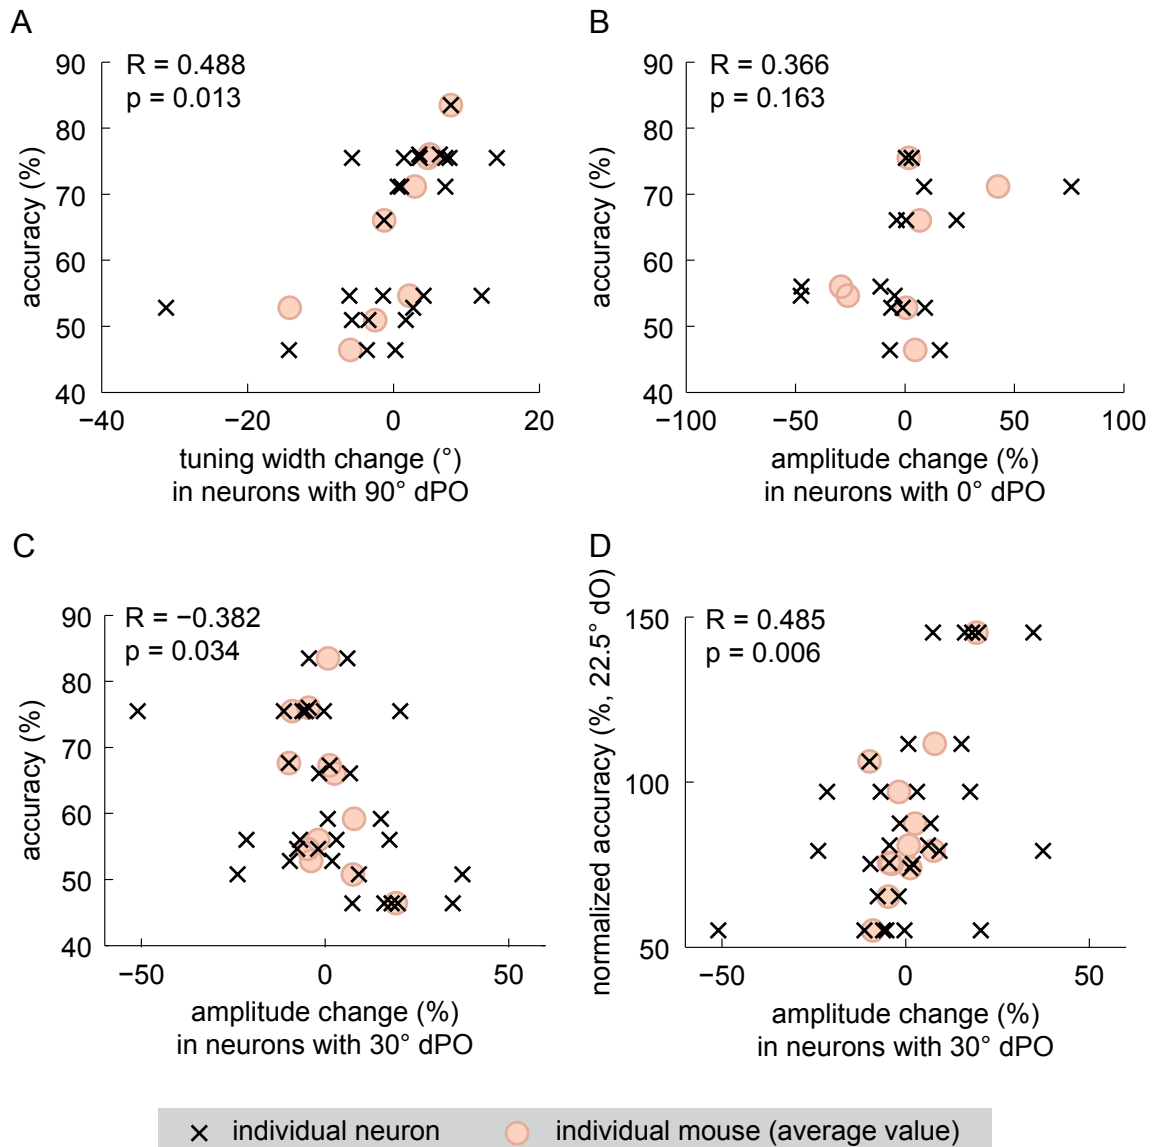 A
R = 0.488
p = 0.013
90
80
70
60
50
40
accuracy (%)
−40
−20
0
20
tuning width change (°)
in neurons with 90° dPO
B
R = 0.366
p = 0.163
90
80
70
60
50
40
accuracy (%)
−100
−50
0
50
100
amplitude change (%)
in neurons with 0° dPO
C
R = −0.382
p = 0.034
90
80
70
60
50
40
accuracy (%)
−50
0
50
amplitude change (%)
in neurons with 30° dPO
D
R = 0.485
p = 0.006
150
100
50
normalized accuracy (%, 22.5° dO)
−50
0
50
amplitude change (%)
in neurons with 30° dPO
individual neuron
individual mouse (average value)